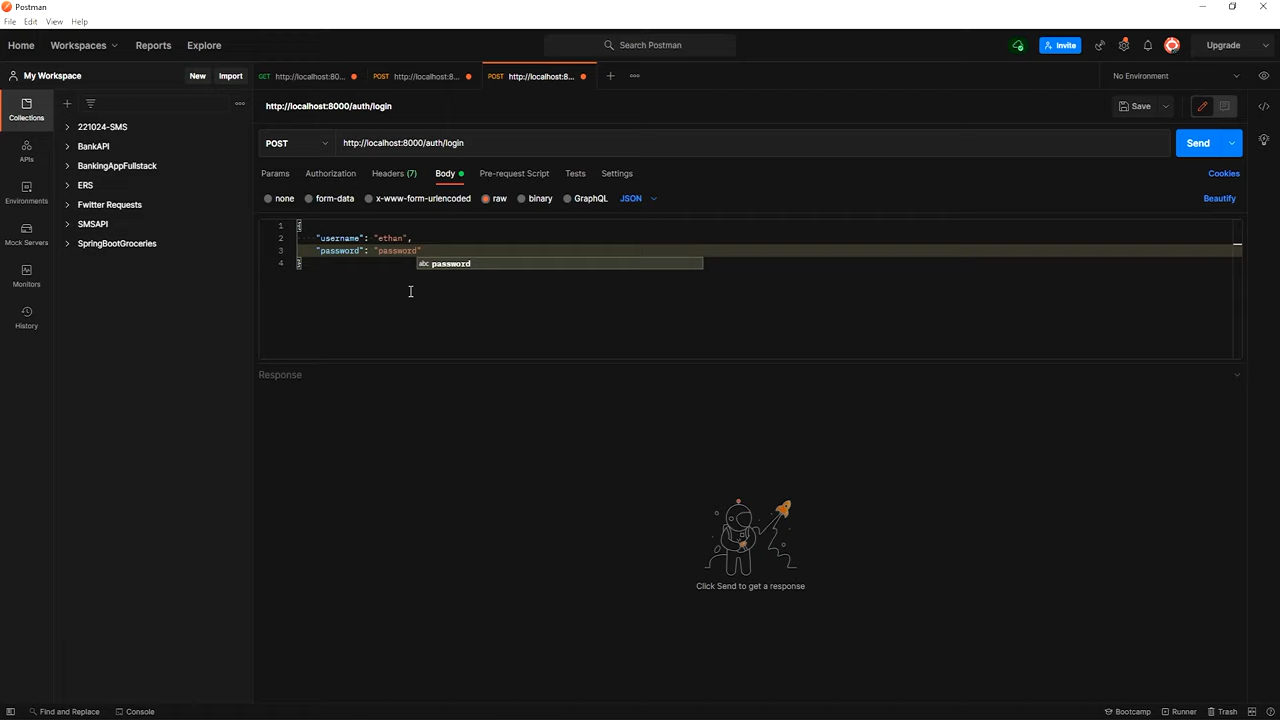 Postman
File Edit View Help
Home Workspaces Reports Explore Search Postman Invite Upgrade
My Workspace New Import GET http://localhost:80... POST http://localhost:8... POST http://localhost:8... No Environment
http://localhost:8000/auth/login Save
Collections
APIs
Environments
Mock Servers
Monitors
History
221024-SMS
BankAPI
BankingAppFullstack
ERS
Fwitter Requests
SMSAPI
SpringBootGroceries
POST http://localhost:8000/auth/login Send
Params Authorization Headers (7) Body Pre-request Script Tests Settings Cookies
none form-data x-www-form-urlencoded raw binary GraphQL JSON Beautify
1 {
2 "username": "ethan",
3 "password": "password"
4 }
abc password
Response
Click Send to get a response
Find and Replace Console Bootcamp Runner Trash